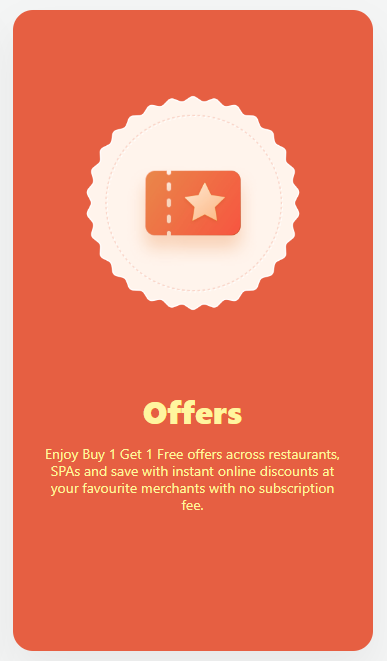 Offers
Enjoy Buy 1 Get 1 Free offers across restaurants,
SPAs and save with instant online discounts at
your favourite merchants with no subscription
fee.